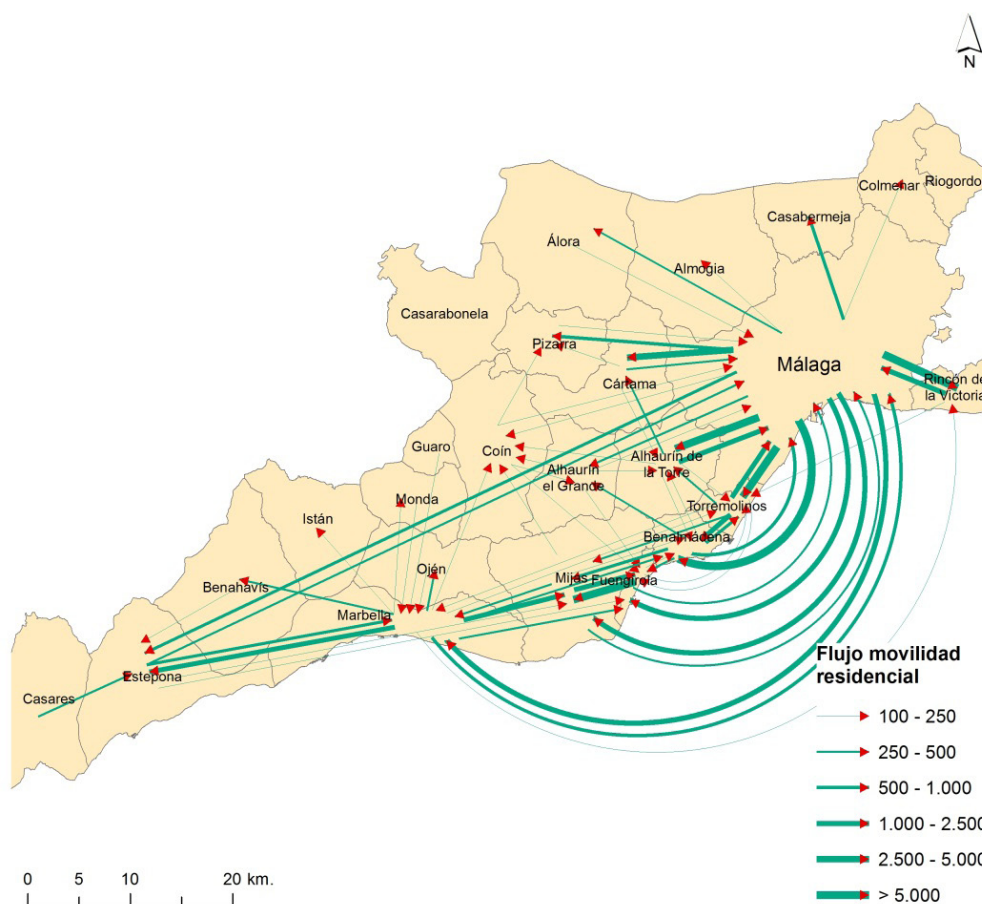 N
Colmenar
Riogordo
Casabermeja
Álora
Almogia
Casarabonela
Pizarra
Málaga
Cártama
Rincón de
la Victoria
Guaro
Coín
Alhaurín de
la Torre
Alhaurín
el Grande
Monda
Torremolinos
Istán
Benalmádena
Ojén
Benahavís
Mijas
Fuengirola
Marbella
Estepona
Casares
Flujo movilidad
residencial
100 - 250
250 - 500
500 - 1.000
1.000 - 2.500
2.500 - 5.000
> 5.000
0 5 10 20 km.